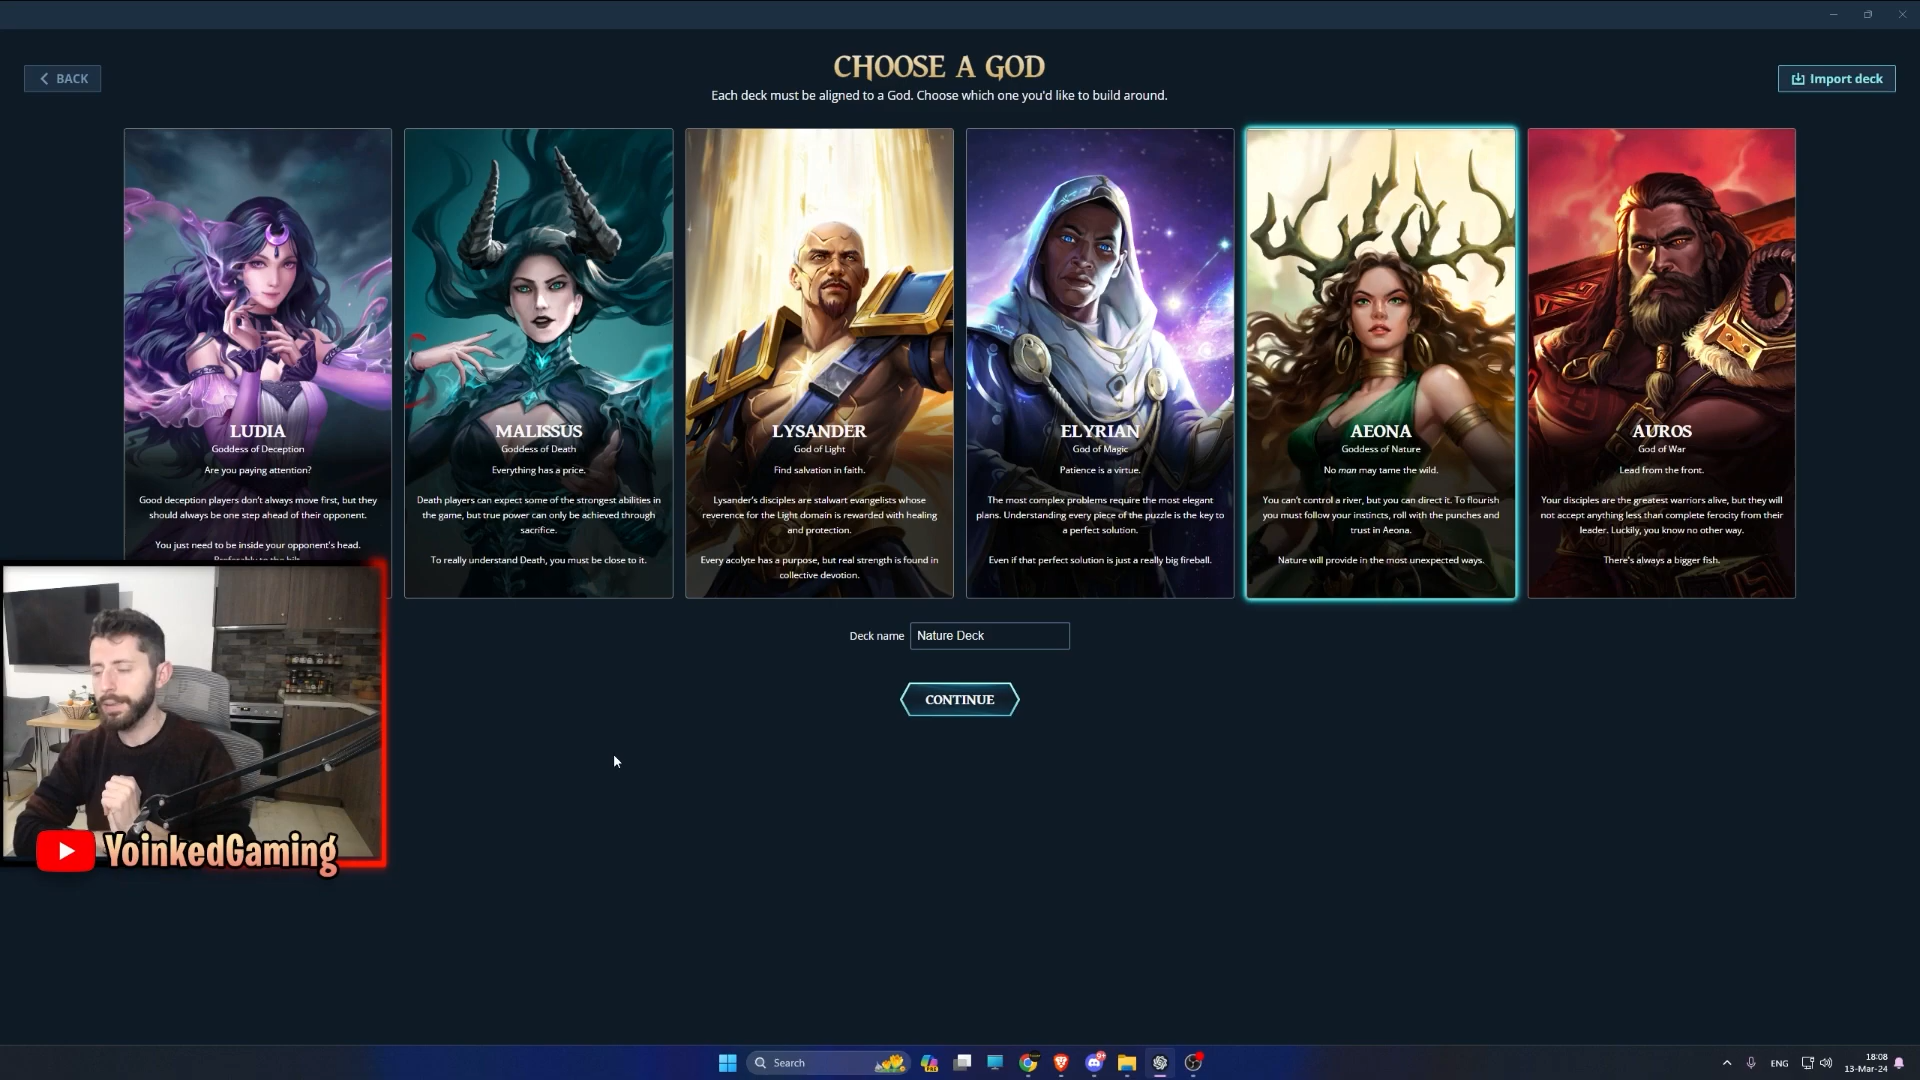 CHOOSE A GOD
BACK
Each deck must be aligned to a God. Choose which one you'd like to build around.
Import deck
LUDIA
Goddess of Deception
Are you paying attention?
Good deception players don't always move first, but they
should always be one step ahead of their opponent.
You just need to be inside your opponent's head.
MALISSUS
Goddess of Death
Everything has a price.
Death players can expect some of the strongest abilities in
the game, but true power can only be achieved through
sacrifice.
To really understand Death, you must be close to it.
LYSANDER
God of Light
Find salvation in faith.
Lysander's disciples are stalwart evangelists whose
reverence for the Light domain is rewarded with healing
and protection.
Every acolyte has a purpose, but real strength is found in
collective devotion.
ELYRIAN
God of Magic
Patience is a virtue.
The most complex problems require the most elegant
plans. Understanding every piece of the puzzle is the key to
a perfect solution.
Even if that perfect solution is just a really big fireball.
AEONA
Goddess of Nature
No man may tame the wild.
You can't control a river, but you can direct it. To flourish
you must follow your instincts, roll with the punches and
trust in Aeona.
Nature will provide in the most unexpected ways.
AUROS
God of War
Lead from the front.
Your disciples are the greatest warriors alive, but they will
not accept anything less than complete ferocity from their
leader. Luckily, you know no other way.
There's always a bigger fish.
Deck name
Nature Deck
CONTINUE
YoinkedGaming
Search
ENG
18:08
13-Mar-24